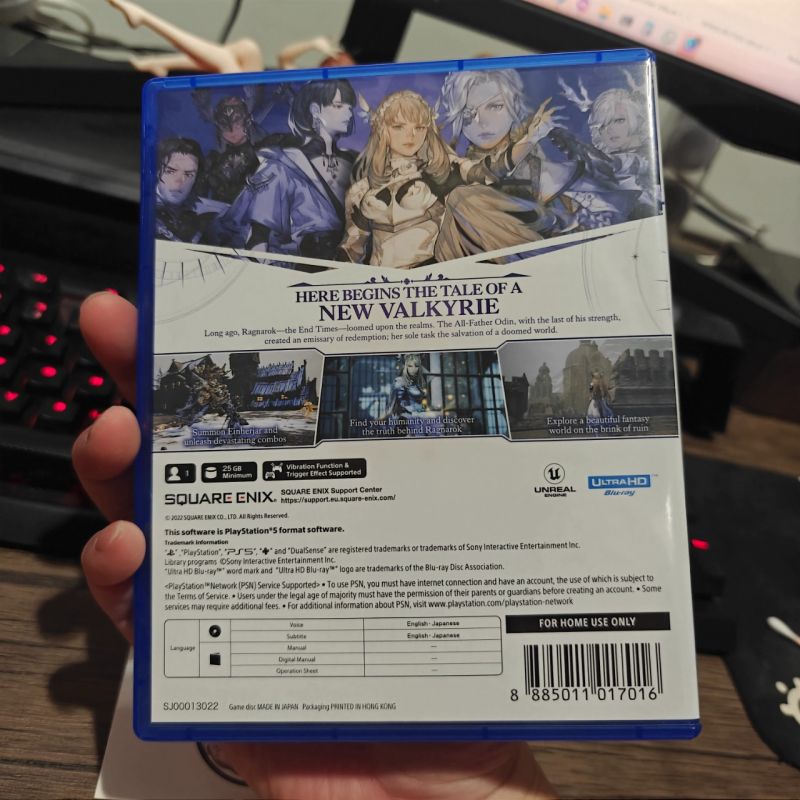 HERE BEGINS THE TALE OF A
NEW VALKYRIE
Long ago, Ragnarok—the End Times—loomed upon the realms. The All-Father Odin, with the last of his strength,
created an emissary of redemption; her sole task the salvation of a doomed world.
Summon Einherjar and
unleash devastating combos
Find your humanity and discover
the truth behind Ragnarok
Explore a beautiful fantasy
world on the brink of ruin
1
25 GB
Minimum
Vibration Function &
Trigger Effect Supported
SQUARE ENIX.
SQUARE ENIX Support Center
https://support.eu.square-enix.com/
UNREAL
ENGINE
ULTRA HD
Blu-ray™
© 2022 SQUARE ENIX CO., LTD. All Rights Reserved.
This software is PlayStation®5 format software.
Trademark Information
" ", "PlayStation", "PS5", " " and "DualSense" are registered trademarks or trademarks of Sony Interactive Entertainment Inc.
Library programs ©Sony Interactive Entertainment Inc.
"Ultra HD Blu-ray™" word mark and "Ultra HD Blu-ray™" logo are trademarks of the Blu-ray Disc Association.
<PlayStation™Network (PSN) Service Supported> • To use PSN, you must have internet connection and have an account, the use of which is subject to
the Terms of Service. • Users under the legal age of majority must have the permission of their parents or guardians before creating an account. • Some
services may require additional fees. • For additional information about PSN, visit www.playstation.com/playstation-network
Language
Voice English · Japanese
Subtitle English · Japanese
Manual —
Digital Manual —
Operation Sheet —
FOR HOME USE ONLY
8 885011 017016
SJ00013022 Game disc MADE IN JAPAN Packaging PRINTED IN HONG KONG